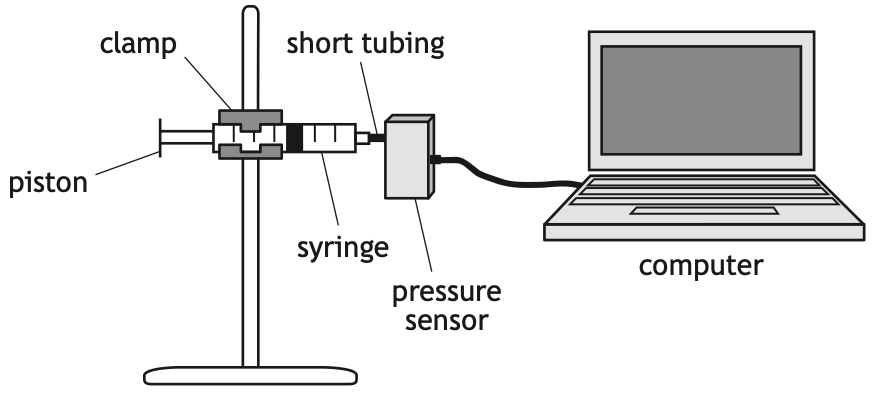 clamp
short tubing
piston
syringe
pressure
sensor
computer